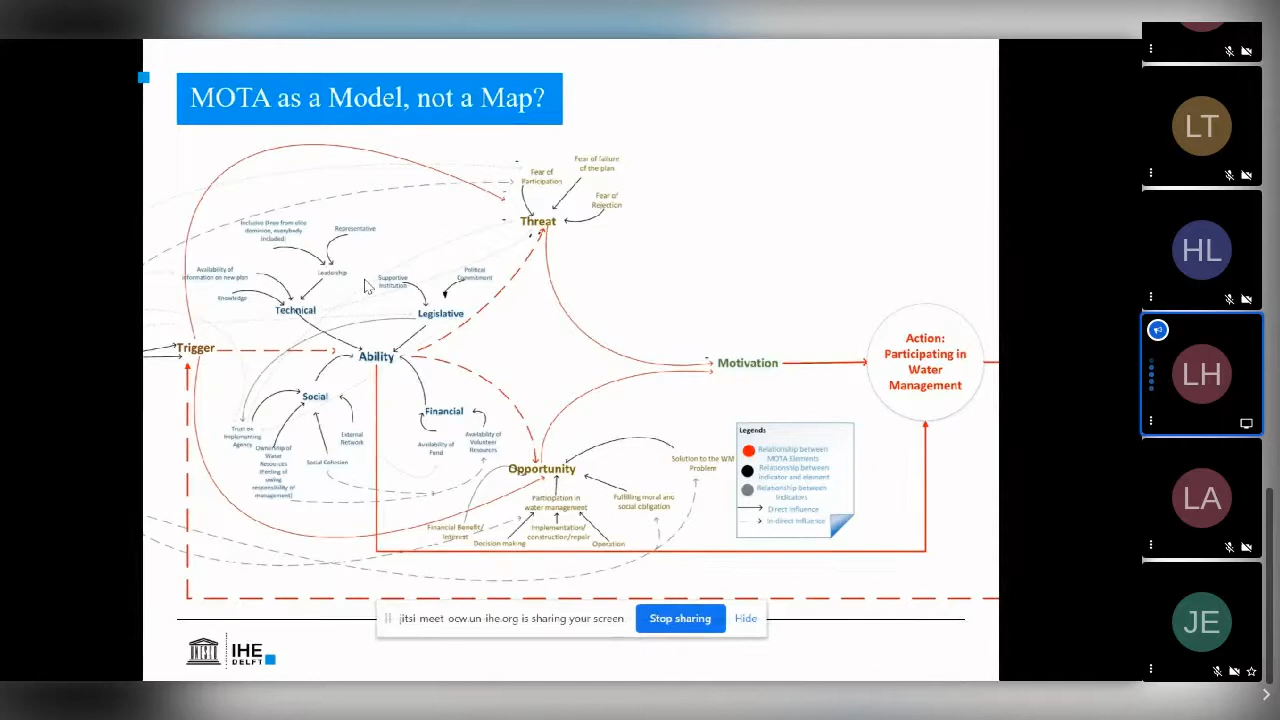 MOTA as a Model, not a Map?
Fear of failure
of the plan
Fear of
Participation
Fear of
Rejection
Threat
Inclusive (free from elite
dominie, everybody
included)
Representative
Leadership
Availability of
information on new plan
Knowledge
Technical
Supportive
Institution
Political
Commitment
Legislative
Trigger
Ability
Motivation
Action:
Participating in
Water
Management
Social
Financial
Trust on
Implementing
Agency
Ownership of
Water
Resources
(Feeling of
owing
responsibility of
management)
External
Network
Social Cohesion
Availability of
Fund
Availability of
Volunteer
Resources
Opportunity
Solution to the WM
Problem
Participation in
water management
Fulfilling moral and
social obligation
Financial Benefit/
Interest
Decision making
Implementation/
construction/repair
Operation
Legends
Relationship between
MOTA Elements
Relationship between
indicator and element
Relationship between
Indicators
Direct Influence
In-direct Influence
jitsi-meet-ocw.un-ihe.org is sharing your screen.
Stop sharing
Hide
unesco
IHE
DELFT
LT
HL
LH
LA
JE